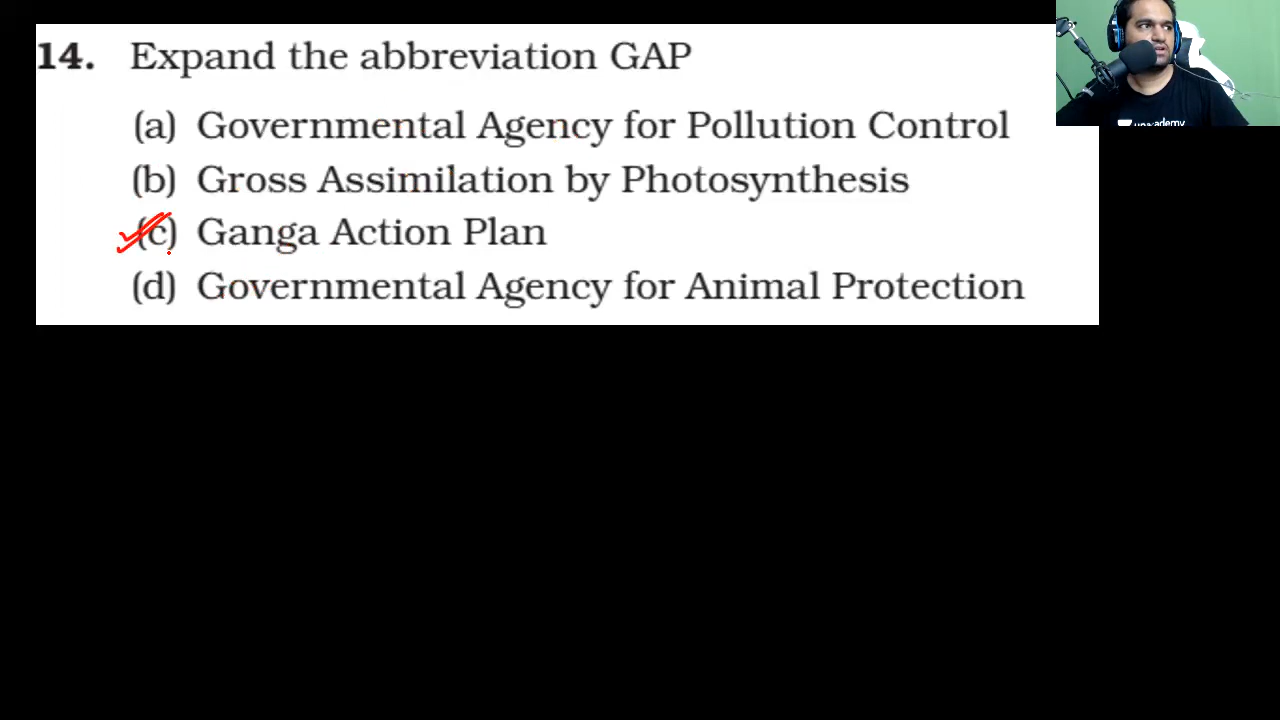 14. Expand the abbreviation GAP
(a) Governmental Agency for Pollution Control
(b) Gross Assimilation by Photosynthesis
(c) Ganga Action Plan
(d) Governmental Agency for Animal Protection
unacademy